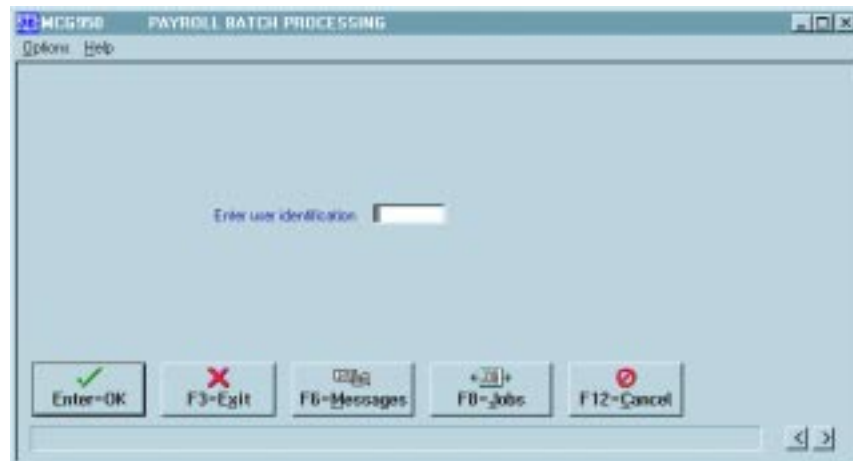 MCG950 PAYROLL BATCH PROCESSING
Options Help
Enter user identification
Enter=OK F3=Exit F6=Messages F8=Jobs F12=Cancel
< >